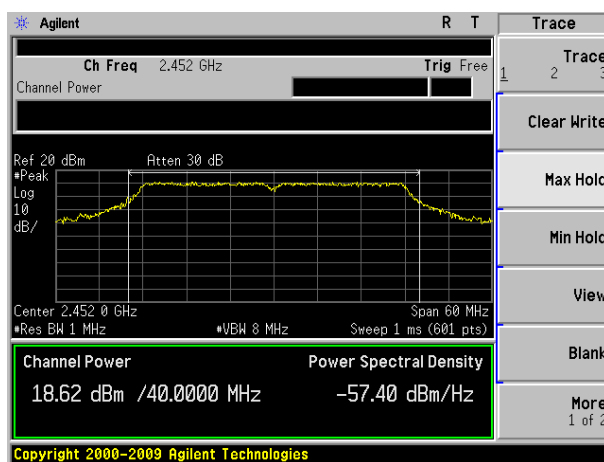 Agilent R T Trace
Ch Freq 2.452 GHz Trig Free
Channel Power
Trace
1 2 3
Clear Write
Max Hold
Min Hold
View
Blank
More
1 of 2
Ref 20 dBm Atten 30 dB
#Peak
Log
10
dB/
Center 2.452 0 GHz Span 60 MHz
#Res BW 1 MHz #VBW 8 MHz Sweep 1 ms (601 pts)
Channel Power Power Spectral Density
18.62 dBm /40.0000 MHz -57.40 dBm/Hz
Copyright 2000-2009 Agilent Technologies